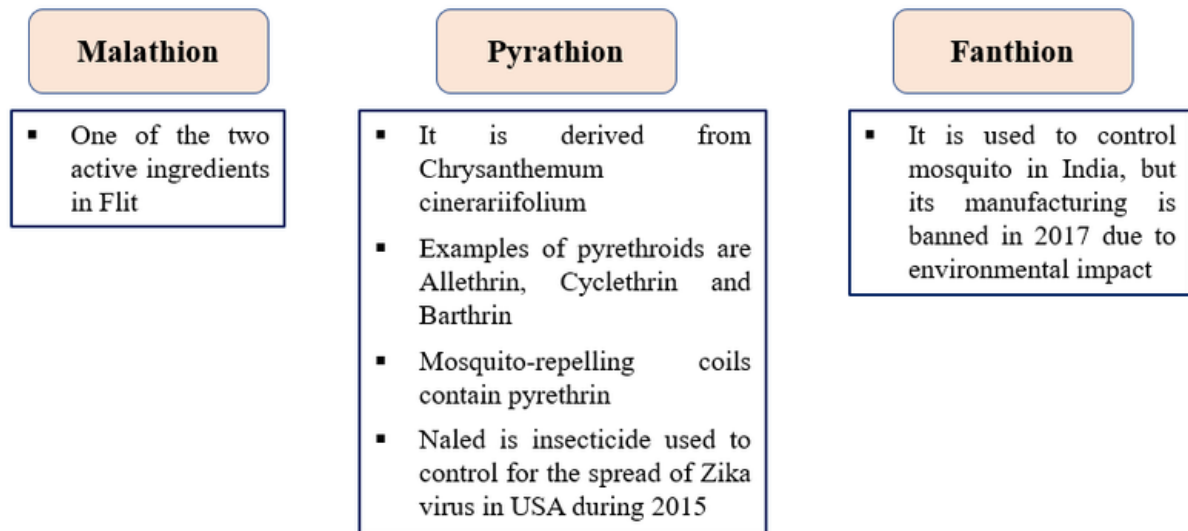 Malathion
▪ One of the two
active ingredients
in Flit
Pyrathion
▪ It is derived from
Chrysanthemum
cinerariifolium
▪ Examples of pyrethroids are
Allethrin, Cyclethrin and
Barthrin
▪ Mosquito-repelling coils
contain pyrethrin
▪ Naled is insecticide used to
control for the spread of Zika
virus in USA during 2015
Fanthion
▪ It is used to control
mosquito in India, but
its manufacturing is
banned in 2017 due to
environmental impact